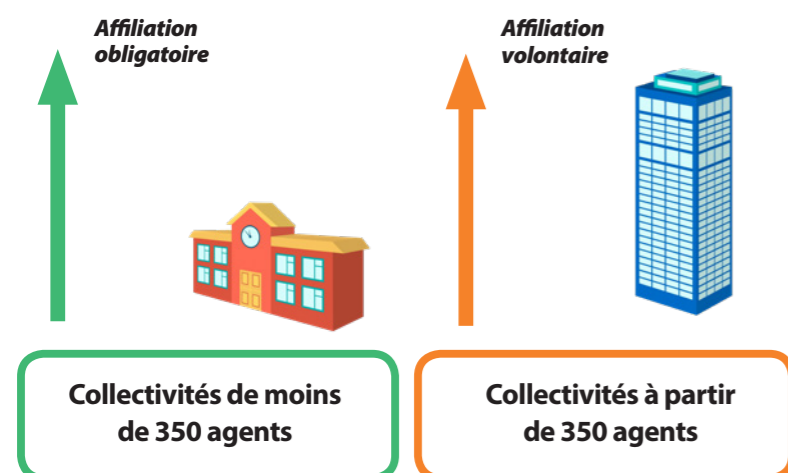 Affiliation
obligatoire
Affiliation
volontaire
Collectivités de moins
de 350 agents
Collectivités à partir
de 350 agents